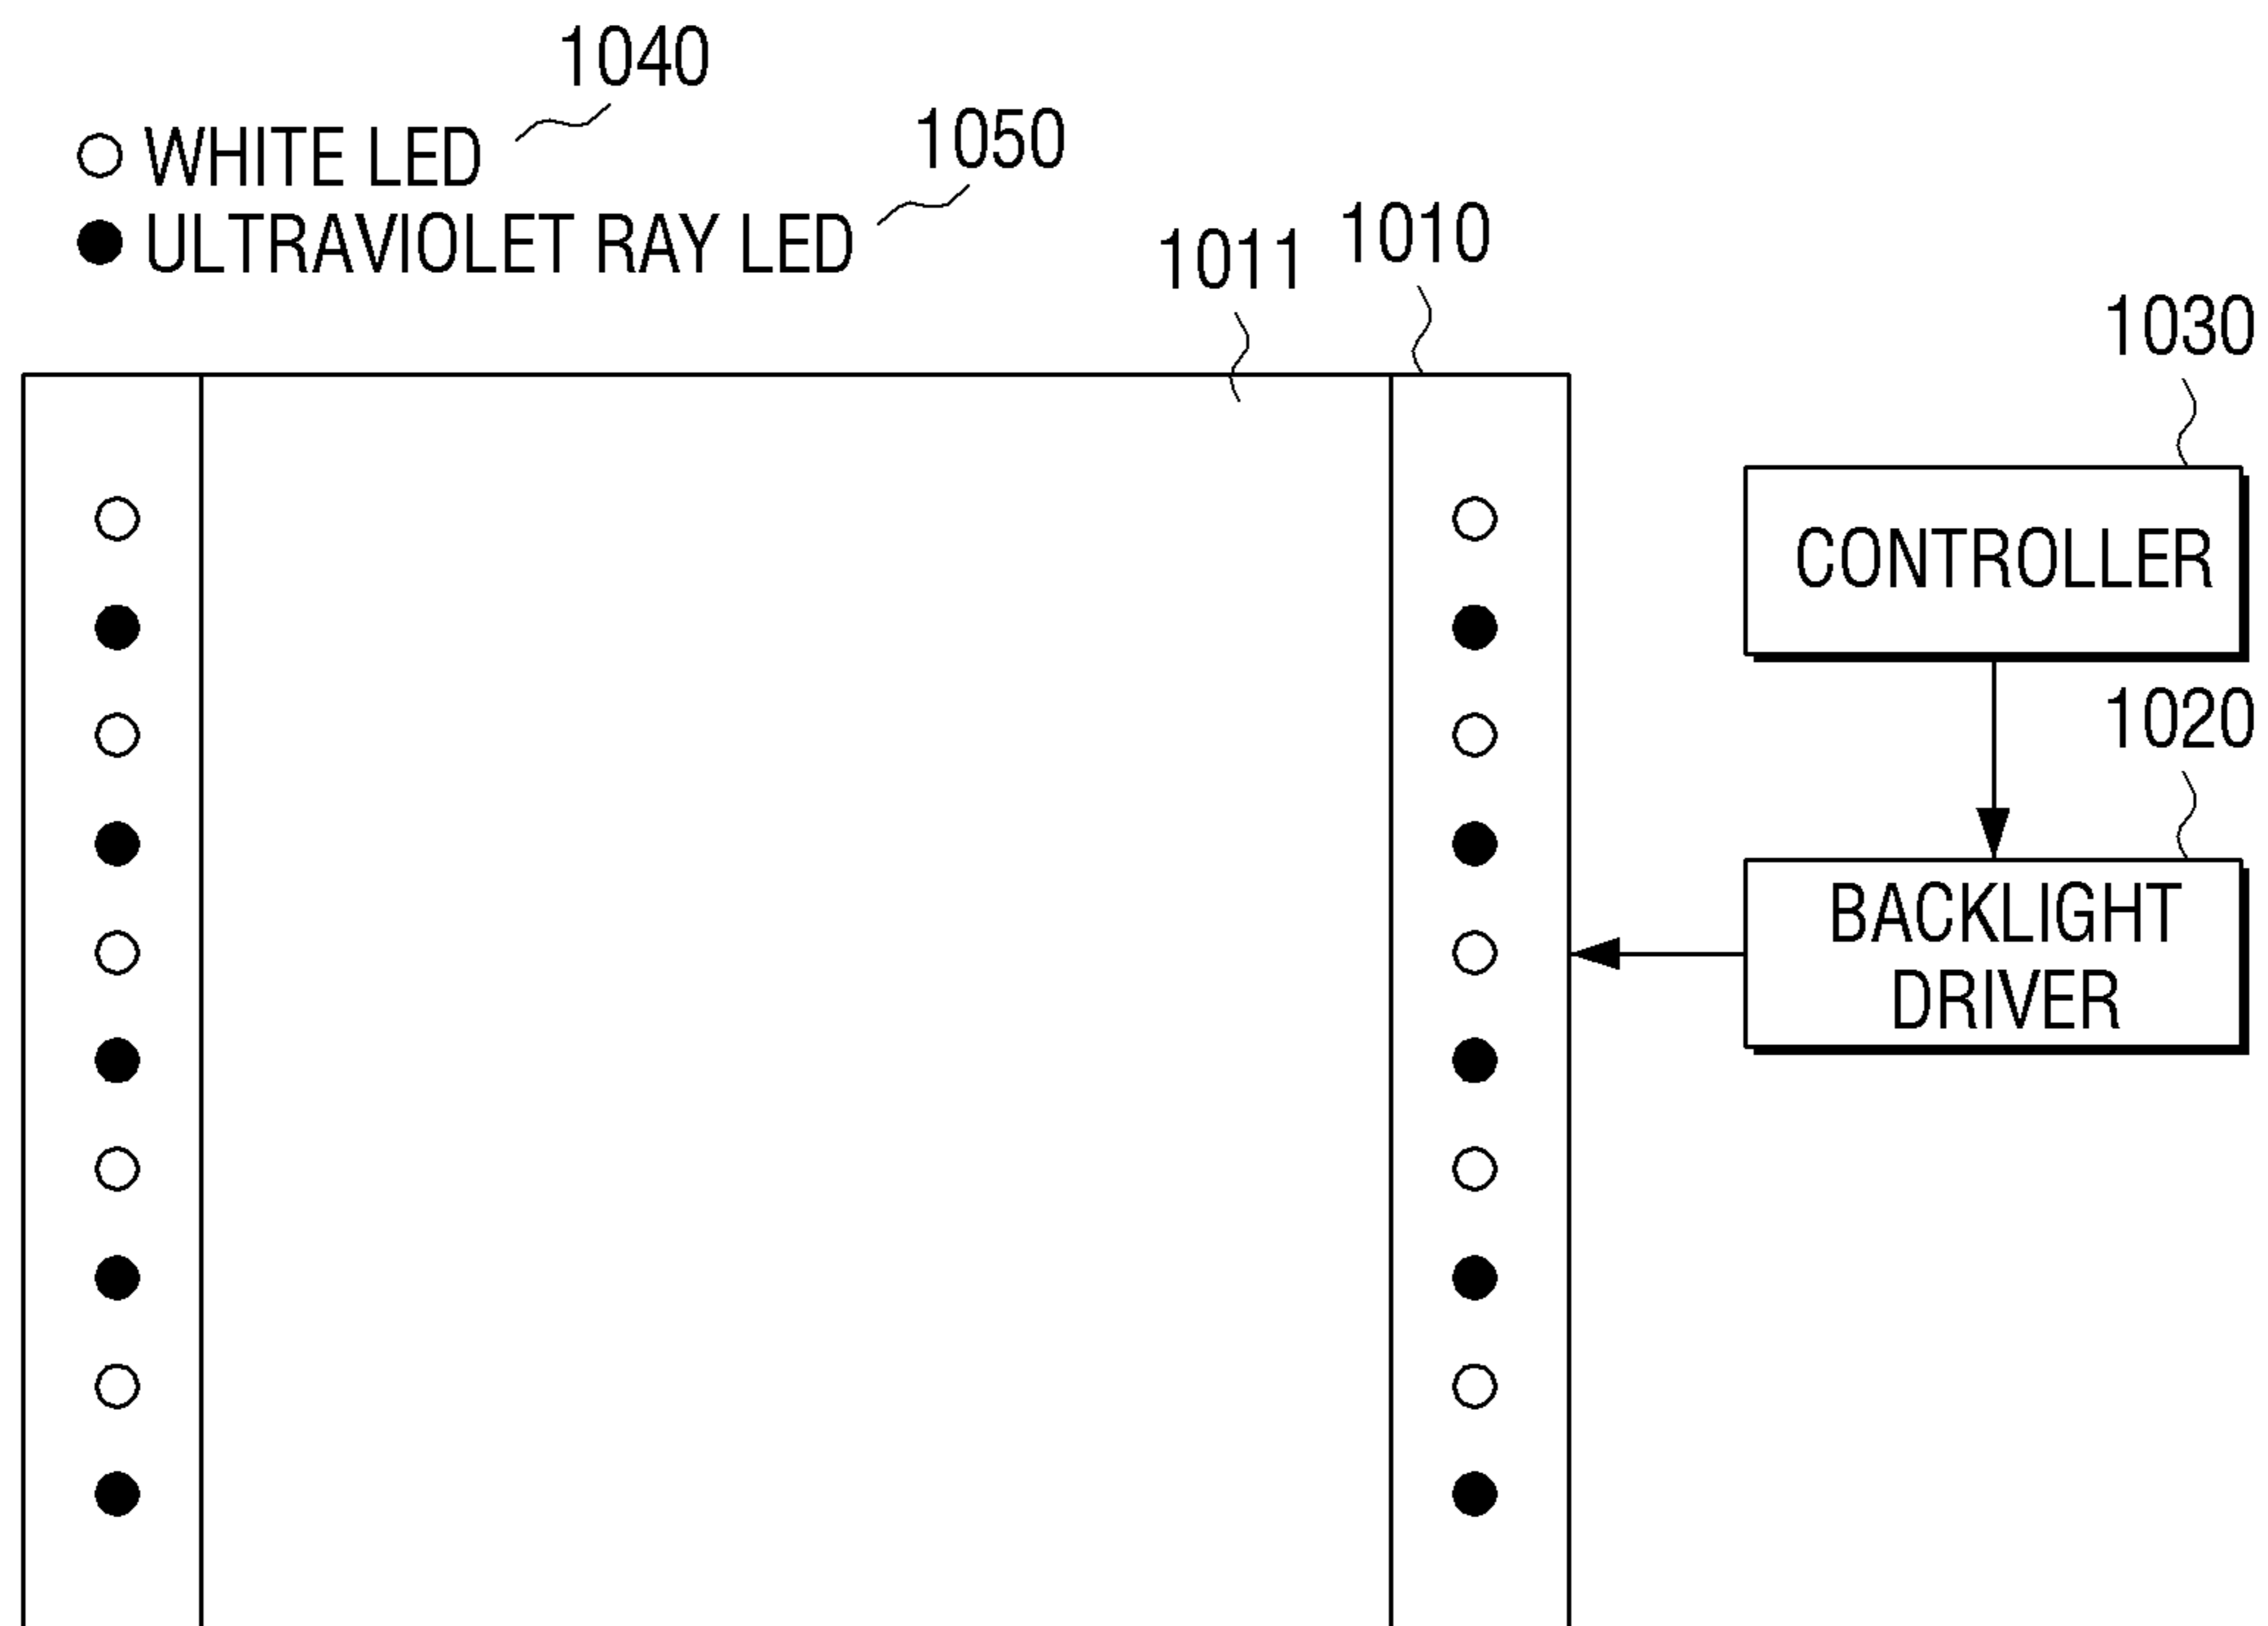 1040
WHITE LED
1050
ULTRAVIOLET RAY LED
1011
1010
1030
CONTROLLER
1020
BACKLIGHT
DRIVER